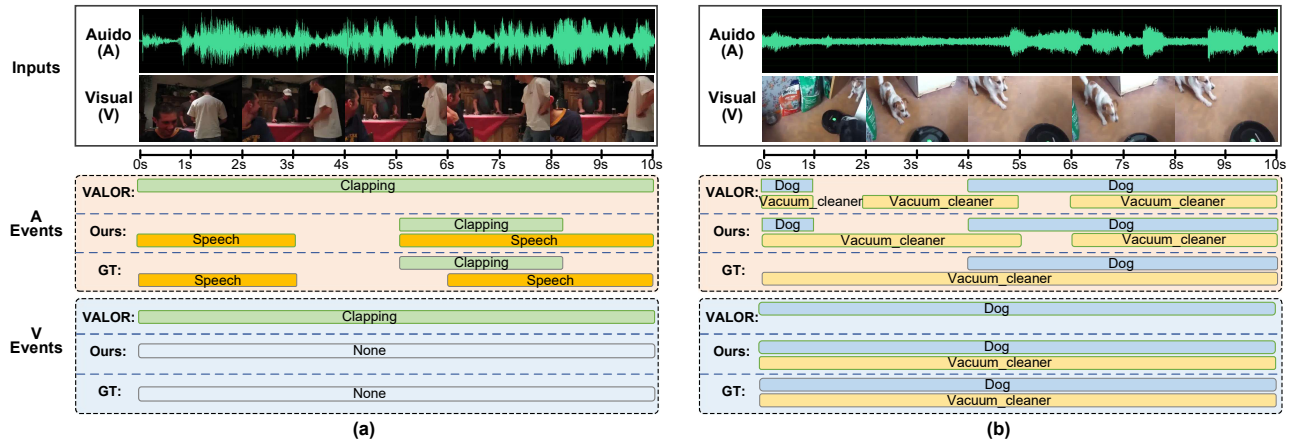 Inputs
Auido
(A)
Visual
(V)
0s 1s 2s 3s 4s 5s 6s 7s 8s 9s 10s
A
Events
VALOR:
Clapping
Ours:
Clapping
Speech
Speech
GT:
Clapping
Speech
Speech
V
Events
VALOR:
Clapping
Ours:
None
GT:
None
(a)
Auido
(A)
Visual
(V)
0s 1s 2s 3s 4s 5s 6s 7s 8s 9s 10s
VALOR:
Dog
Dog
Vacuum_cleaner
Vacuum_cleaner
Vacuum_cleaner
Ours:
Dog
Dog
Vacuum_cleaner
Vacuum_cleaner
GT:
Dog
Vacuum_cleaner
VALOR:
Dog
Ours:
Dog
Vacuum_cleaner
GT:
Dog
Vacuum_cleaner
(b)